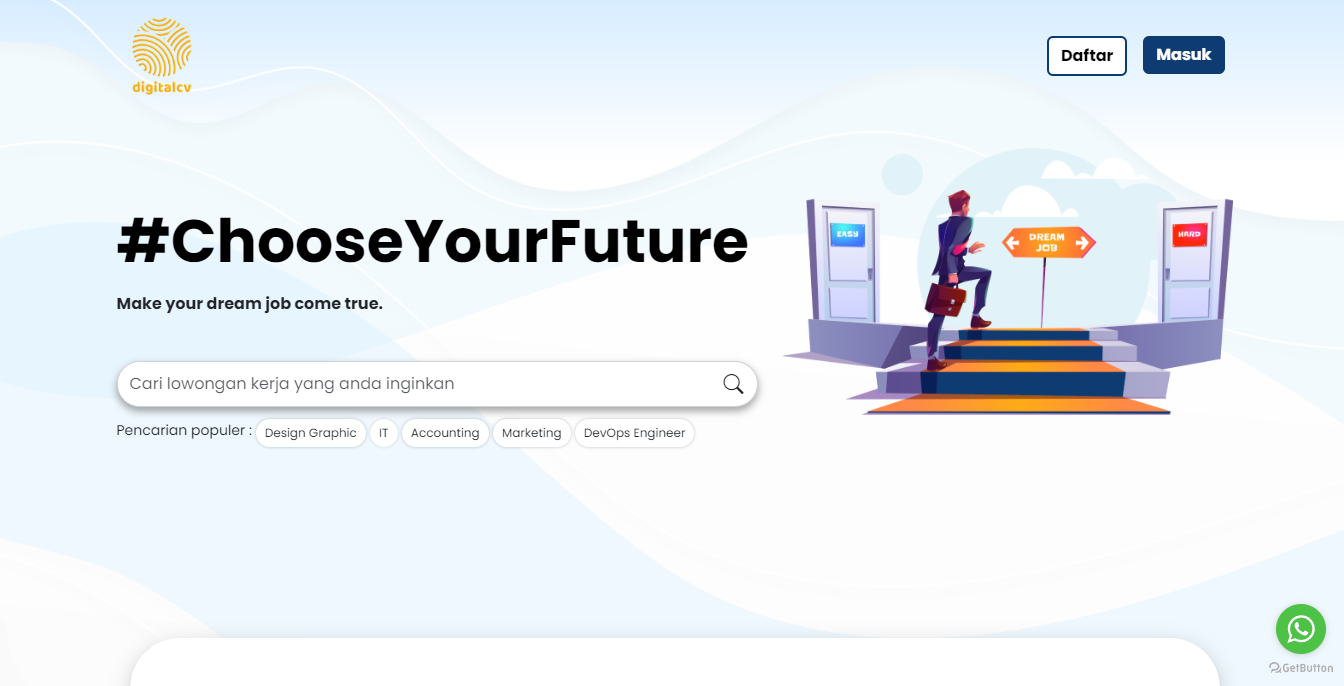 digitalcv
Daftar
Masuk
#ChooseYourFuture
Make your dream job come true.
EASY
DREAM
JOB
HARD
Cari lowongan kerja yang anda inginkan
Pencarian populer : Design Graphic IT Accounting Marketing DevOps Engineer
GetButton